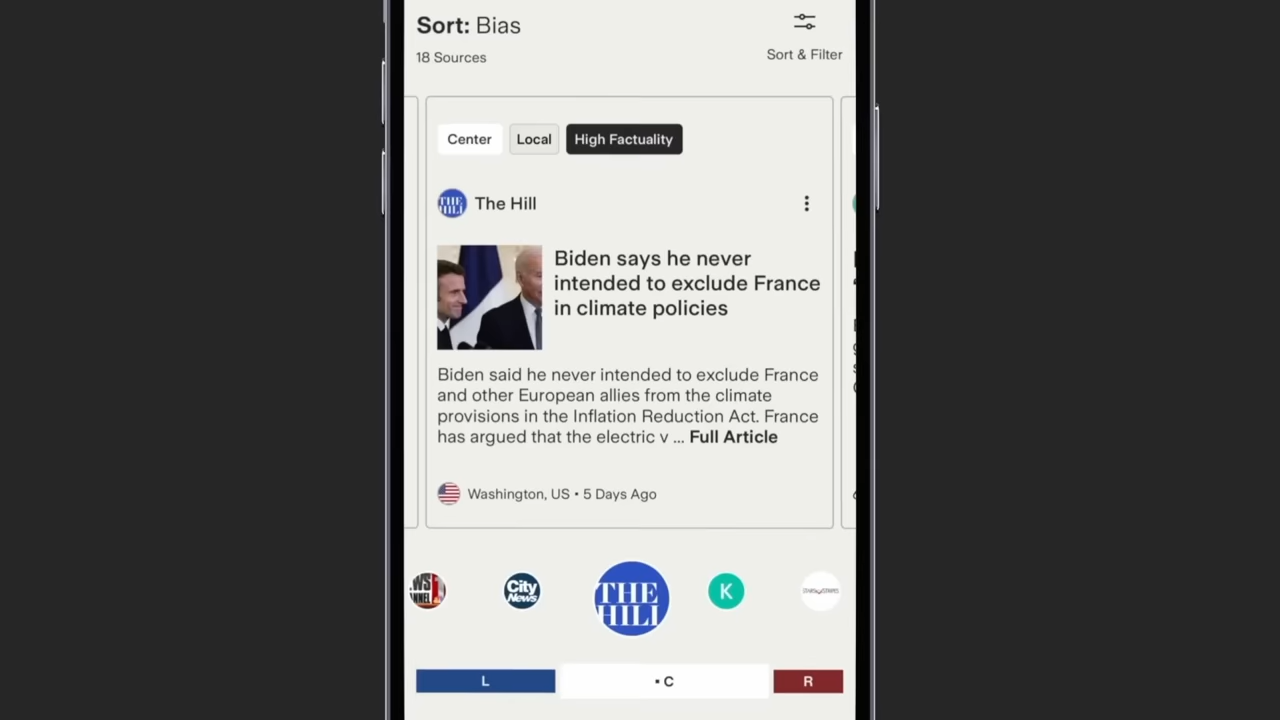 Sort: Bias
18 Sources
Sort & Filter
Center
Local
High Factuality
THE
HILL
The Hill
Biden says he never
intended to exclude France
in climate policies
Biden said he never intended to exclude France
and other European allies from the climate
provisions in the Inflation Reduction Act. France
has argued that the electric v ... Full Article
Washington, US • 5 Days Ago
City
News
THE
HILL
K
L
▪ C
R